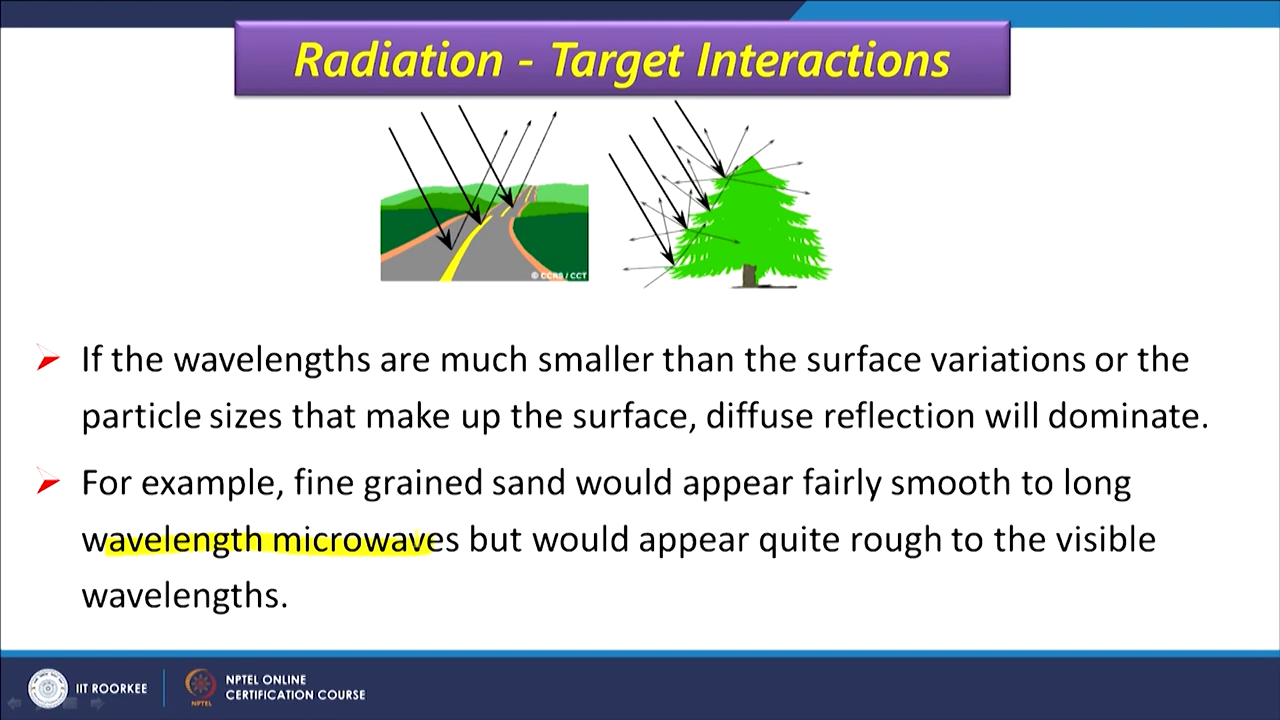 Radiation - Target Interactions
© CCRS / CCT
If the wavelengths are much smaller than the surface variations or the
particle sizes that make up the surface, diffuse reflection will dominate.
For example, fine grained sand would appear fairly smooth to long
wavelength microwaves but would appear quite rough to the visible
wavelengths.
IIT ROORKEE
NPTEL
NPTEL ONLINE
CERTIFICATION COURSE